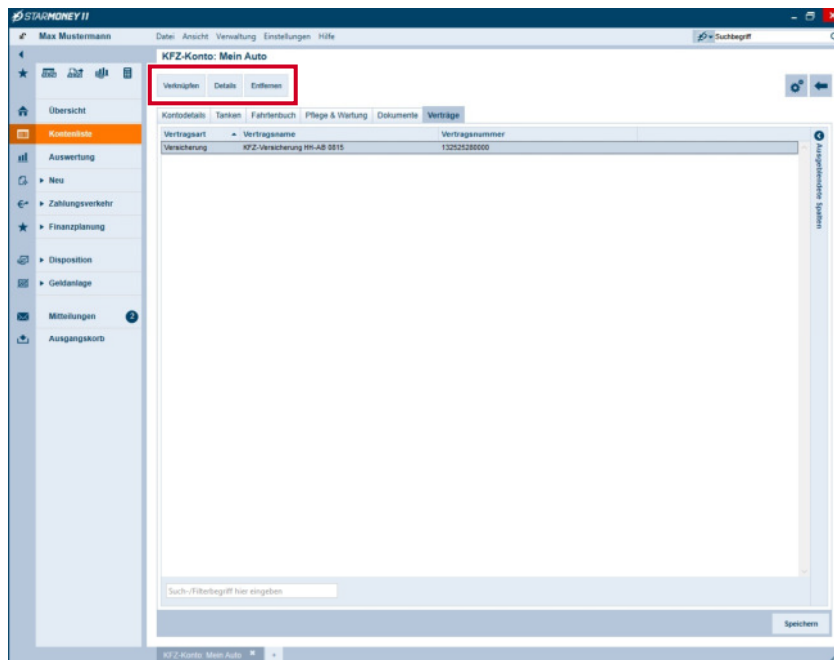 STARMONEY 11
Max Mustermann
Datei Ansicht Verwaltung Einstellungen Hilfe
Suchbegriff
KFZ-Konto: Mein Auto
Verknüpfen Details Entfernen
Kontodetails Tanken Fahrtenbuch Pflege & Wartung Dokumente Verträge
Vertragsart Vertragsname Vertragsnummer
Versicherung KFZ-Versicherung HH-AB 0815 132525280000
Ausgeblendete Spalten
Übersicht
Kontenliste
Auswertung
Neu
Zahlungsverkehr
Finanzplanung
Disposition
Geldanlage
Mitteilungen 2
Ausgangskorb
Such-/Filterbegriff hier eingeben
Speichern
KFZ-Konto: Mein Auto